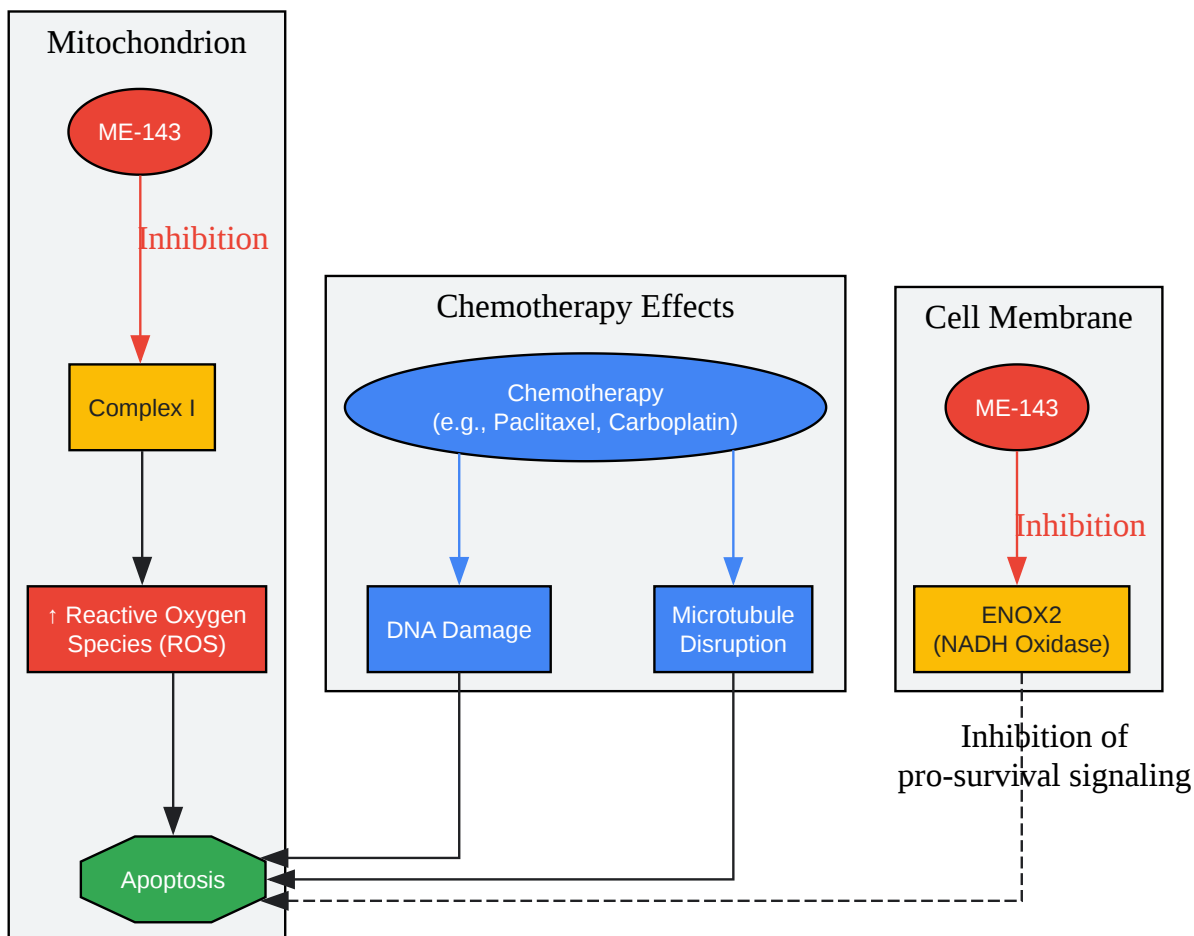 Mitochondrion
ME-143
Inhibition
Complex I
↑ Reactive Oxygen
Species (ROS)
Apoptosis
Chemotherapy Effects
Chemotherapy
(e.g., Paclitaxel, Carboplatin)
DNA Damage
Microtubule
Disruption
Cell Membrane
ME-143
Inhibition
ENOX2
(NADH Oxidase)
Inhibition of
pro-survival signaling